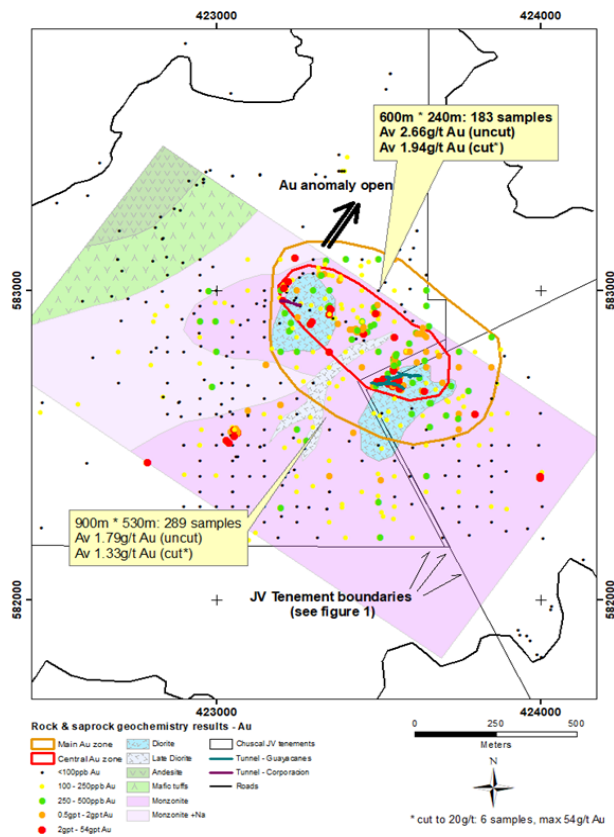 423000
424000
600m * 240m: 183 samples
Av 2.66g/t Au (uncut)
Av 1.94g/t Au (cut*)
Au anomaly open
583000
583000
900m * 530m: 289 samples
Av 1.79g/t Au (uncut)
Av 1.33g/t Au (cut*)
JV Tenement boundaries
(see figure 1)
582000
582000
423000
424000
Rock & saprock geochemistry results - Au
Main Au zone
Central Au zone
<100ppb Au
100 - 250ppb Au
250 - 500ppb Au
0.5gpt - 2gpt Au
2gpt - 54gpt Au
Diorite
Late Diorite
Andesite
Mafic tuffs
Monzonite
Monzonite +Na
Chuscal JV tenements
Tunnel - Guayacanes
Tunnel - Corporacion
Roads
0 250 500
Meters
N
* cut to 20g/t: 6 samples, max 54g/t Au